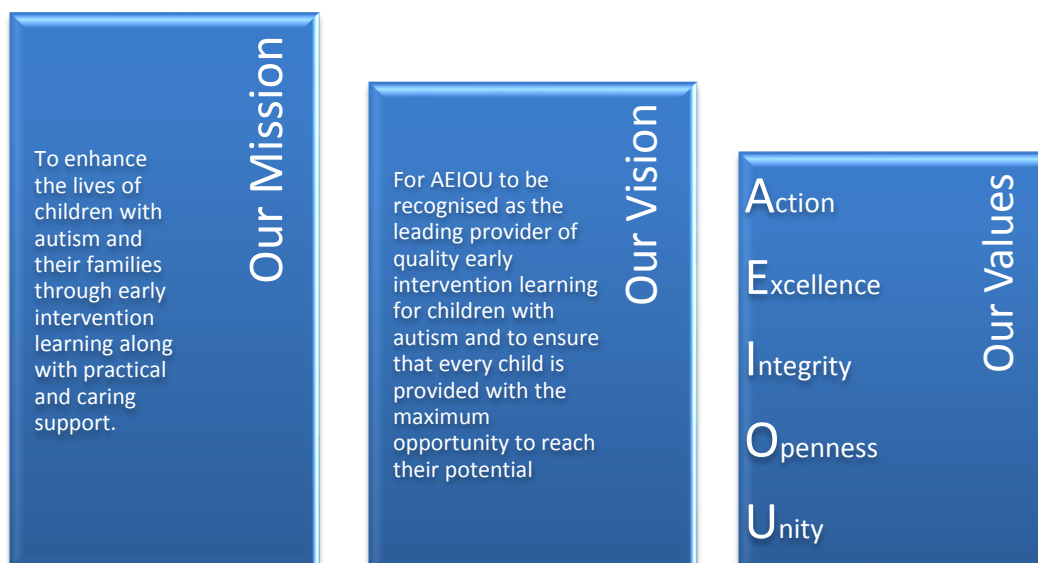 Our Mission
To enhance
the lives of
children with
autism and
their families
through early
intervention
learning along
with practical
and caring
support.
Our Vision
For AEIOU to be
recognised as the
leading provider of
quality early
intervention learning
for children with
autism and to ensure
that every child is
provided with the
maximum
opportunity to reach
their potential
Our Values
Action
Excellence
Integrity
Openness
Unity